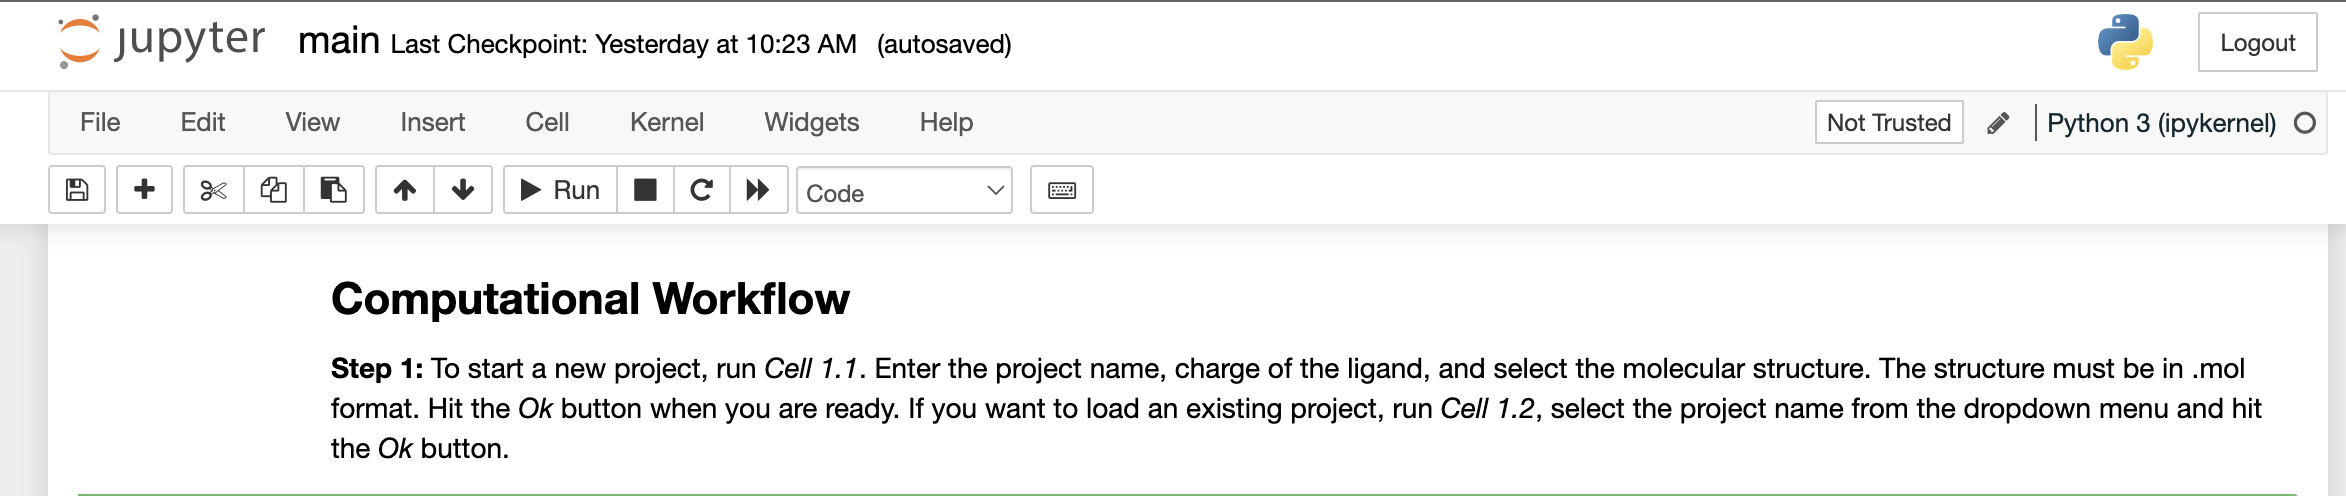 jupyter main Last Checkpoint: Yesterday at 10:23 AM (autosaved)
Logout
File Edit View Insert Cell Kernel Widgets Help
Not Trusted Python 3 (ipykernel)
Run Code
Computational Workflow
Step 1: To start a new project, run Cell 1.1. Enter the project name, charge of the ligand, and select the molecular structure. The structure must be in .mol
format. Hit the Ok button when you are ready. If you want to load an existing project, run Cell 1.2, select the project name from the dropdown menu and hit
the Ok button.